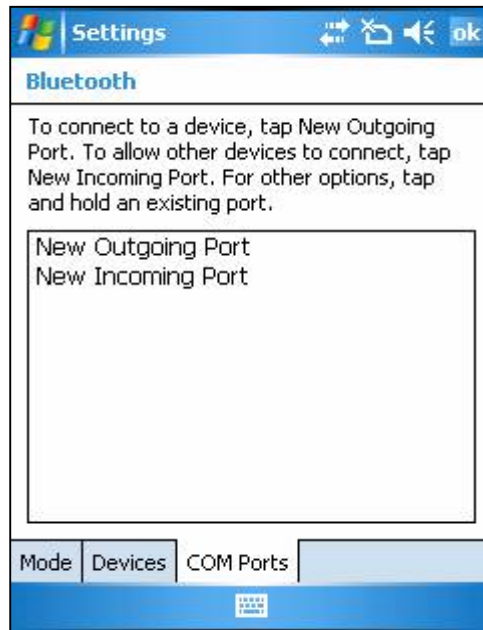 Settings
ok
Bluetooth
To connect to a device, tap New Outgoing
Port. To allow other devices to connect, tap
New Incoming Port. For other options, tap
and hold an existing port.
New Outgoing Port
New Incoming Port
Mode Devices COM Ports